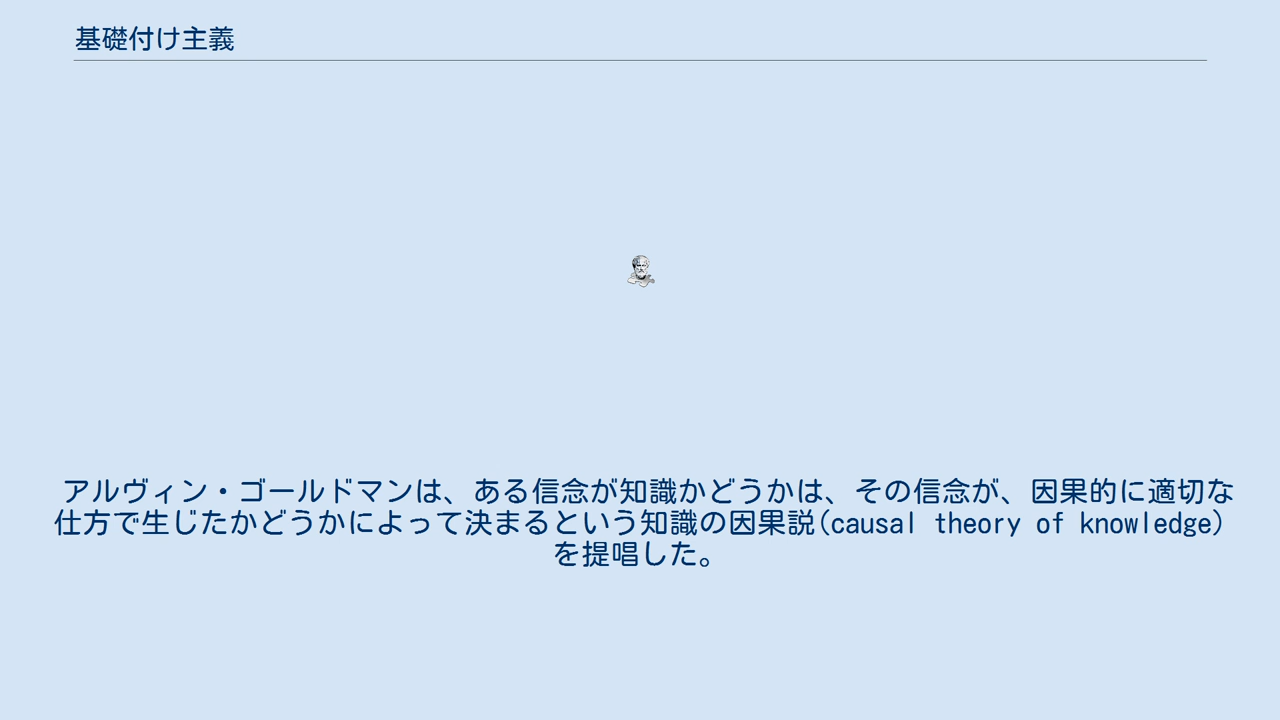 基礎付け主義
アルヴィン・ゴールドマンは、ある信念が知識かどうかは、その信念が、因果的に適切な
仕方で生じたかどうかによって決まるという知識の因果説(causal theory of knowledge)
を提唱した。